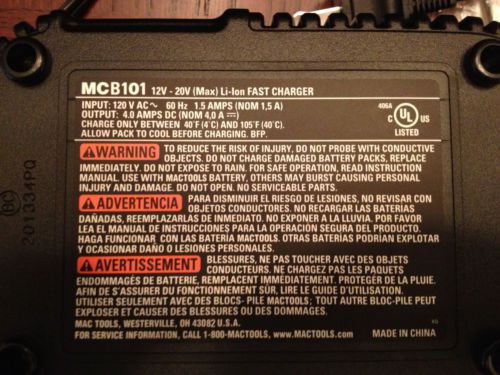 MCB101 12V - 20V (Max) Li-Ion FAST CHARGER
INPUT: 120 V AC~ 60 Hz 1.5 AMPS (NOM 1,5 A)
OUTPUT: 4.0 AMPS DC (NOM 4,0 A ⎓
CHARGE ONLY BETWEEN 40°F (4°C) AND 105°F (40°C).
ALLOW PACK TO COOL BEFORE CHARGING. BFP.
406A
C UL US
LISTED
WARNING TO REDUCE THE RISK OF INJURY, DO NOT PROBE WITH CONDUCTIVE
OBJECTS. DO NOT CHARGE DAMAGED BATTERY PACKS, REPLACE
IMMEDIATELY. DO NOT EXPOSE TO RAIN. FOR SAFE OPERATION, READ INSTRUCTION
MANUAL. USE WITH MACTOOLS BATTERY, OTHERS MAY BURST CAUSING PERSONAL
INJURY AND DAMAGE. DO NOT OPEN. NO SERVICEABLE PARTS.
ADVERTENCIA PARA DISMINUIR EL RIESGO DE LESIONES, NO REVISAR CON
OBJETOS CONDUCTORES. NO RECARGAR LAS BATERÍAS
DAÑADAS, REEMPLAZARLAS DE INMEDIATO. NO EXPONER A LA LLUVIA. POR FAVOR
LEA EL MANUAL DE INSTRUCCIONES PARA LA OPERACIÓN SEGURA DEL PRODUCTO.
HAGA FUNCIONAR CON LAS BATERÍA MACTOOLS. OTRAS BATERÍAS PODRÍAN EXPLOTAR
Y OCASIONAR DAÑO O LESIONES PERSONALES.
AVERTISSEMENT BLESSURES, NE PAS TOUCHER AVEC DES OBJETS
CONDUCTEURS. NE CHARGEZ PAS LES PAQUETS
ENDOMMAGÉS DE BATTERIE, REMPLACENT IMMÉDIATEMENT. PROTÉGER DE LA PLUIE.
AFIN DE S'ASSURER DU FONCTIONNEMENT SÛR, LIRE LE GUIDE D'UTILISATION.
UTILISER SEULEMENT AVEC DES BLOCS- PILE MACTOOLS; TOUT AUTRE BLOC-PILE PEUT
EXPLOSER ET CAUSER DES BLESSURES OU DES DOMMAGES.
MAC TOOLS, WESTERVILLE, OH 43082 U.S.A.
FOR SERVICE INFORMATION, CALL 1-800-MACTOOLS. WWW.MACTOOLS.COM
MADE IN CHINA
BC
201334PQ